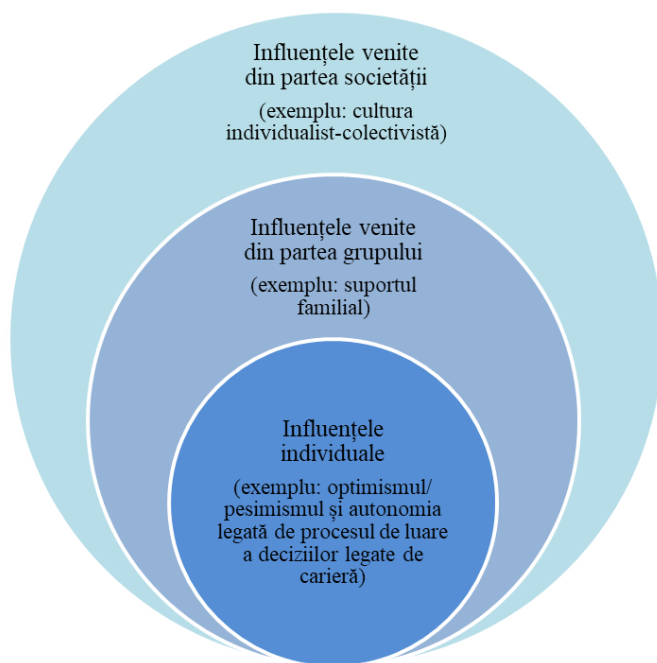 Influențele venite
din partea societății
(exemplu: cultura
individualist-colectivistă)
Influențele venite
din partea grupului
(exemplu: suportul
familial)
Influențele
individuale
(exemplu: optimismul/
pesimismul și autonomia
legată de procesul de luare
a deciziilor legate de
carieră)